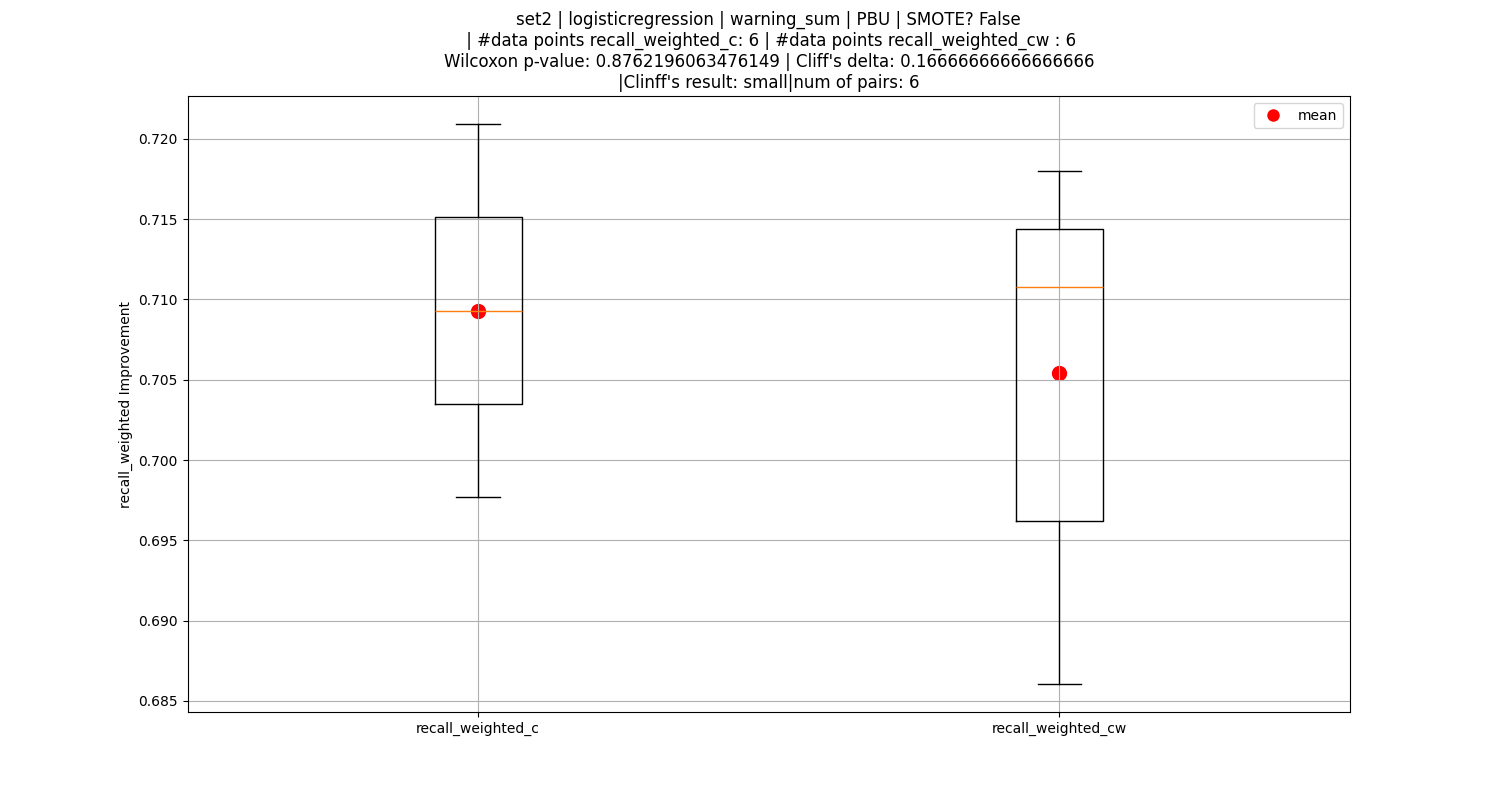 set2 | logisticregression | warning_sum | PBU | SMOTE? False
| #data points recall_weighted_c: 6 | #data points recall_weighted_cw : 6
Wilcoxon p-value: 0.8762196063476149 | Cliff's delta: 0.16666666666666666
|Clinff's result: small|num of pairs: 6
mean
0.720
0.715
0.710
0.705
0.700
0.695
0.690
0.685
recall_weighted Improvement
recall_weighted_c
recall_weighted_cw